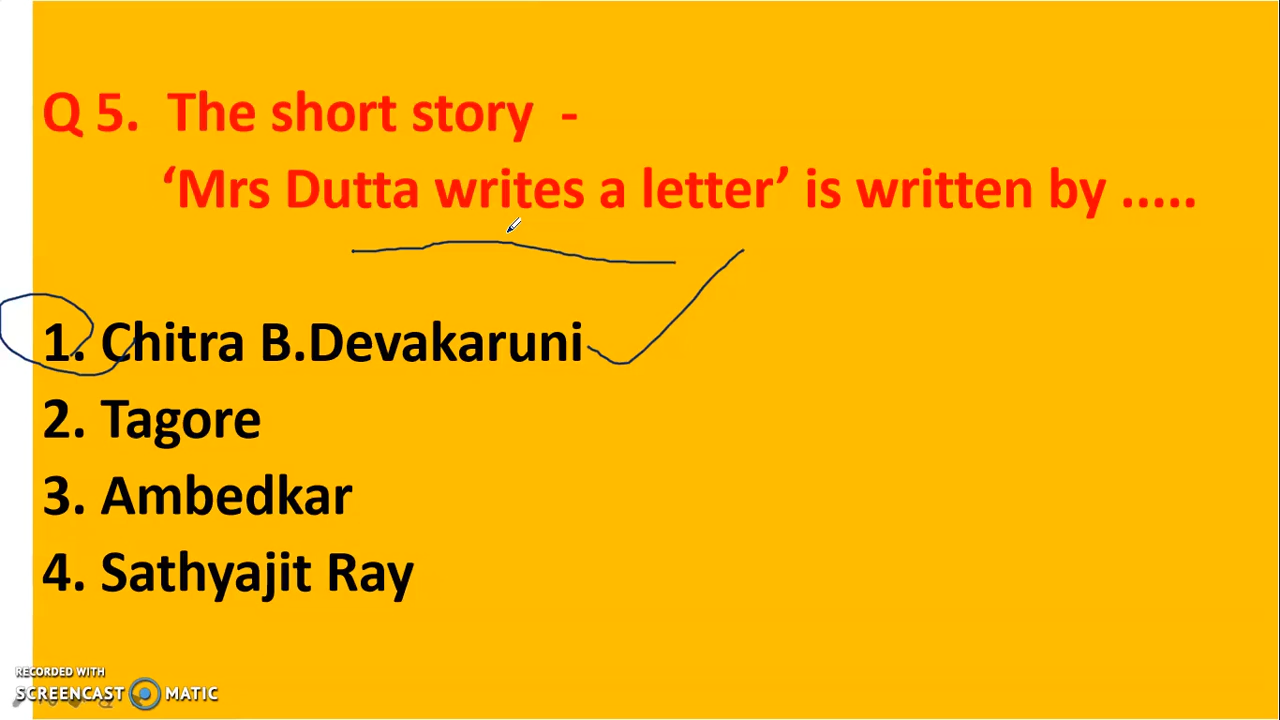 Q 5. The short story -
‘Mrs Dutta writes a letter’ is written by .....
1. Chitra B.Devakaruni
2. Tagore
3. Ambedkar
4. Sathyajit Ray
RECORDED WITH
SCREENCAST MATIC